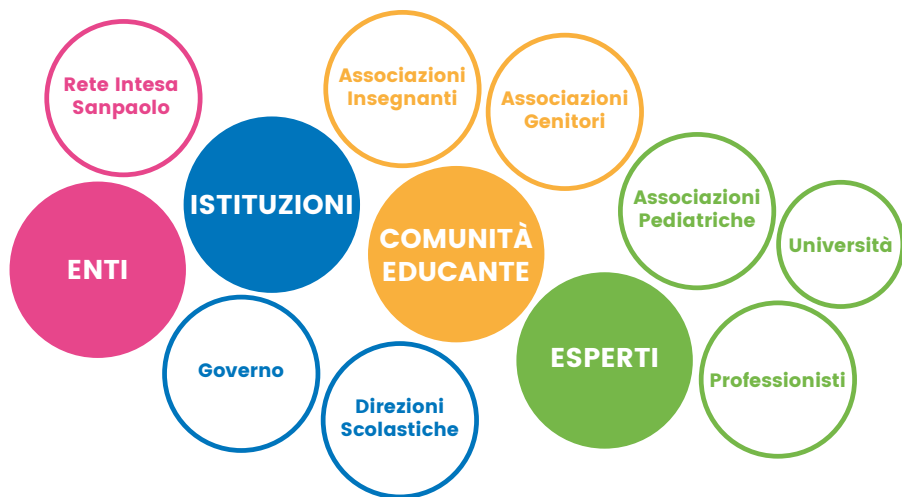 Rete Intesa
Sanpaolo
ENTI
ISTITUZIONI
Governo
Direzioni
Scolastiche
Associazioni
Insegnanti
Associazioni
Genitori
COMUNITÀ
EDUCANTE
Associazioni
Pediatriche
Università
ESPERTI
Professionisti